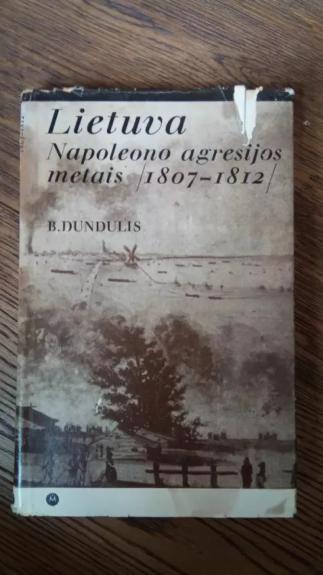 Lietuva
Napoleono agresijos
metais /1807–1812/
B.DUNDULIS
M